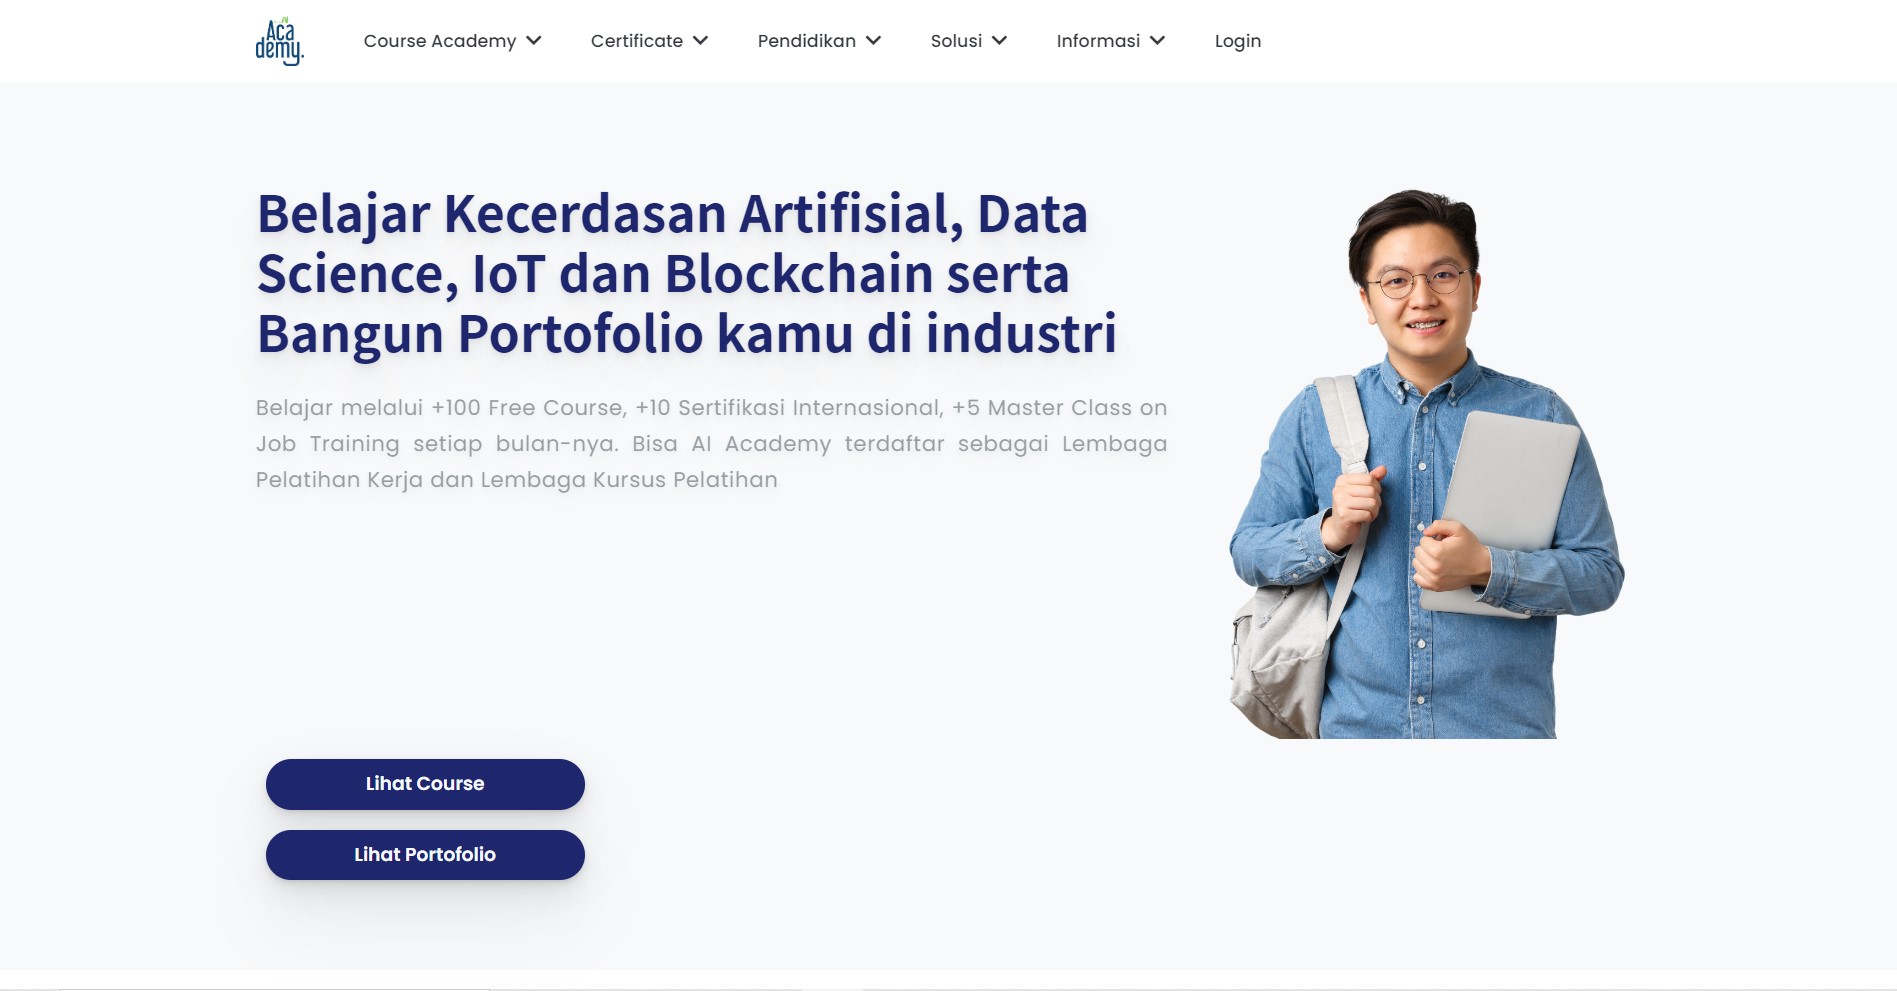 AI
Aca
demy.
Course Academy
Certificate
Pendidikan
Solusi
Informasi
Login
Belajar Kecerdasan Artifisial, Data
Science, IoT dan Blockchain serta
Bangun Portofolio kamu di industri
Belajar melalui +100 Free Course, +10 Sertifikasi Internasional, +5 Master Class on
Job Training setiap bulan-nya. Bisa AI Academy terdaftar sebagai Lembaga
Pelatihan Kerja dan Lembaga Kursus Pelatihan
Lihat Course
Lihat Portofolio